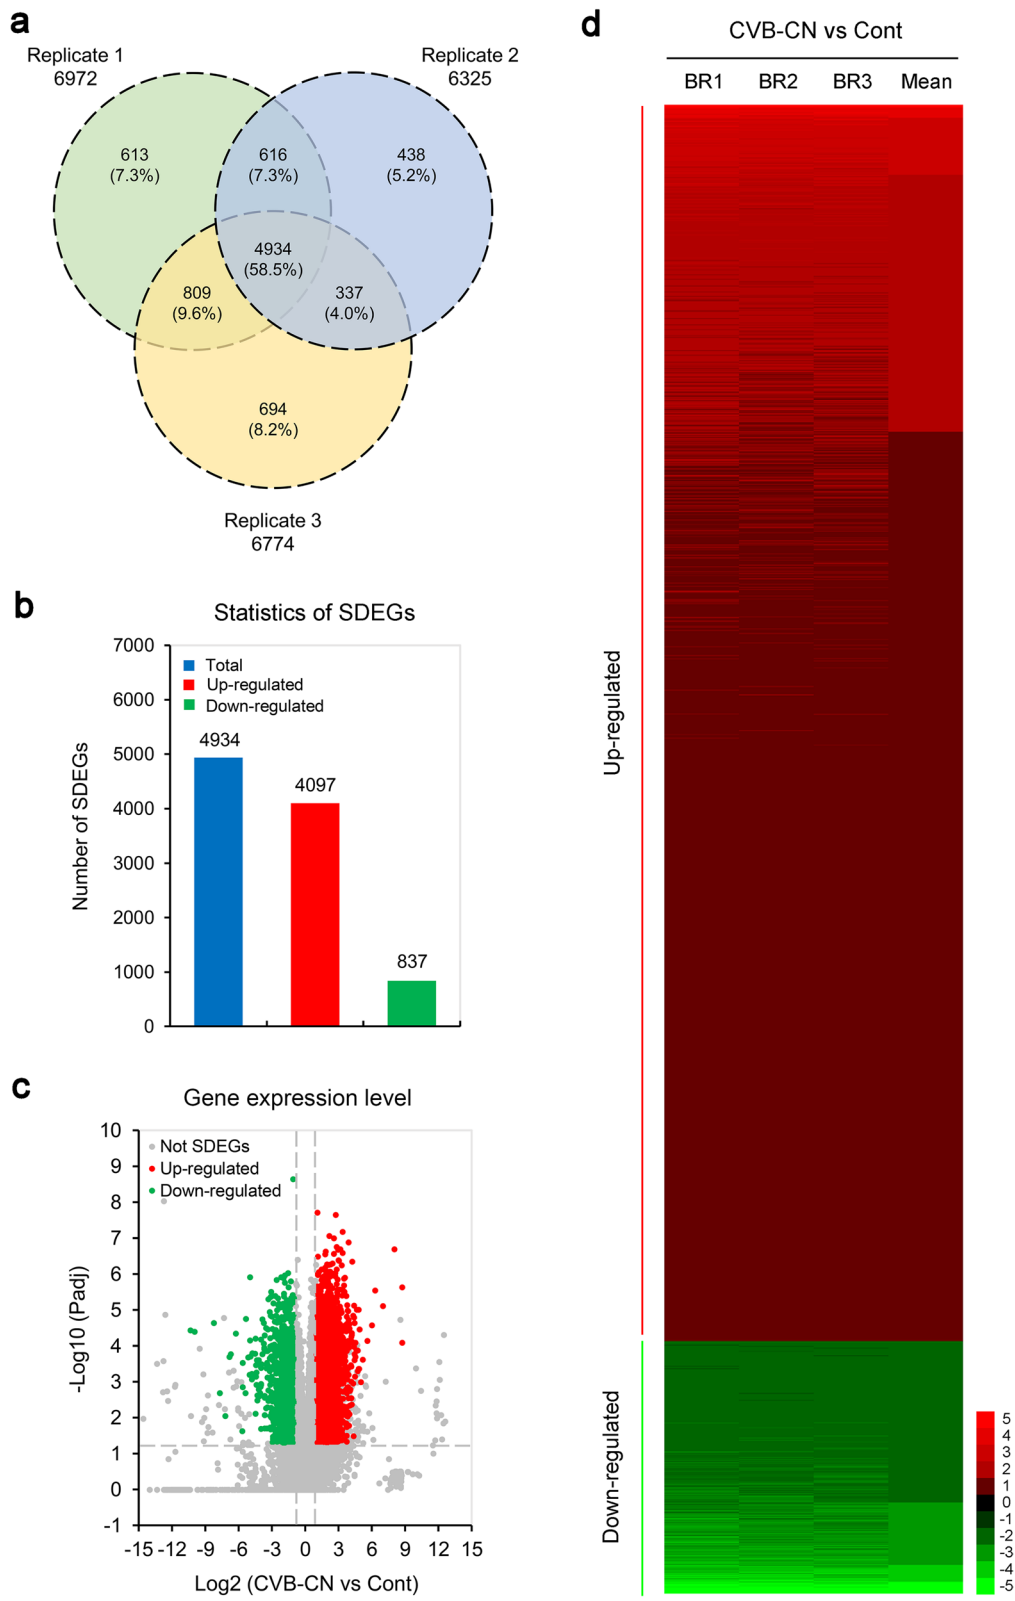 a
Replicate 1
6972
Replicate 2
6325
613
(7.3%)
616
(7.3%)
438
(5.2%)
4934
(58.5%)
809
(9.6%)
337
(4.0%)
694
(8.2%)
Replicate 3
6774
b
Statistics of SDEGs
Number of SDEGs
7000
6000
5000
4000
3000
2000
1000
0
Total
Up-regulated
Down-regulated
4934
4097
837
c
Gene expression level
-Log10 (Padj)
10
9
8
7
6
5
4
3
2
1
0
-1
Not SDEGs
Up-regulated
Down-regulated
-15 -12 -9 -6 -3 0 3 6 9 12 15
Log2 (CVB-CN vs Cont)
d
CVB-CN vs Cont
BR1 BR2 BR3 Mean
Up-regulated
Down-regulated
5
4
3
2
1
0
-1
-2
-3
-4
-5